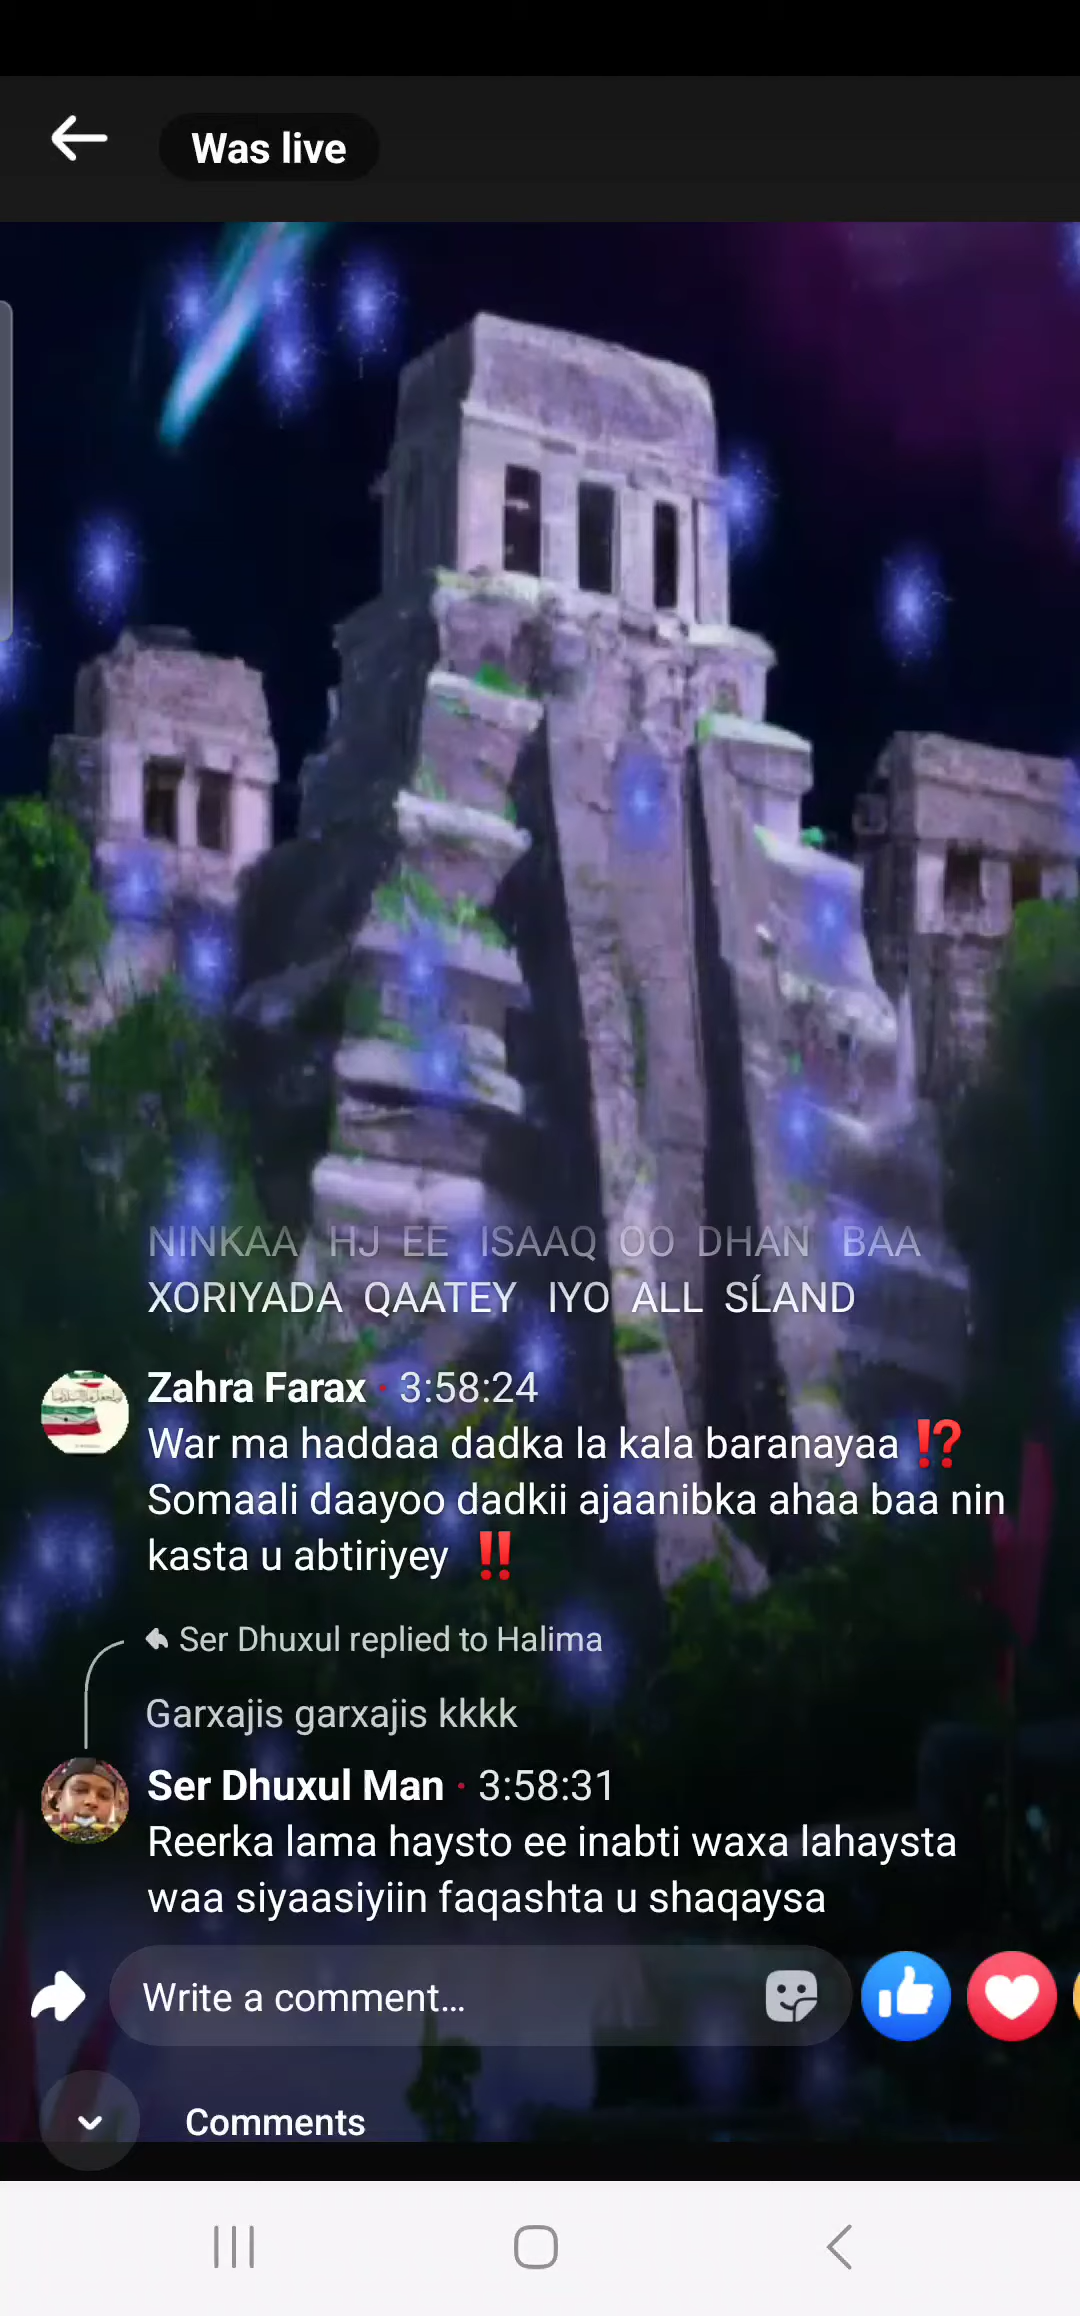 Was live
NINKAA HJ EE ISAAQ OO DHAN BAA
XORIYADA QAATEY IYO ALL SĹAND
Zahra Farax · 3:58:24
War ma haddaa dadka la kala baranayaa ⁉️
Somaali daayoo dadkii ajaanibka ahaa baa nin
kasta u abtiriyey ‼️
Ser Dhuxul replied to Halima
Garxajis garxajis kkkk
Ser Dhuxul Man · 3:58:31
Reerka lama haysto ee inabti waxa lahaysta
waa siyaasiyiin faqashta u shaqaysa
Write a comment...
Comments